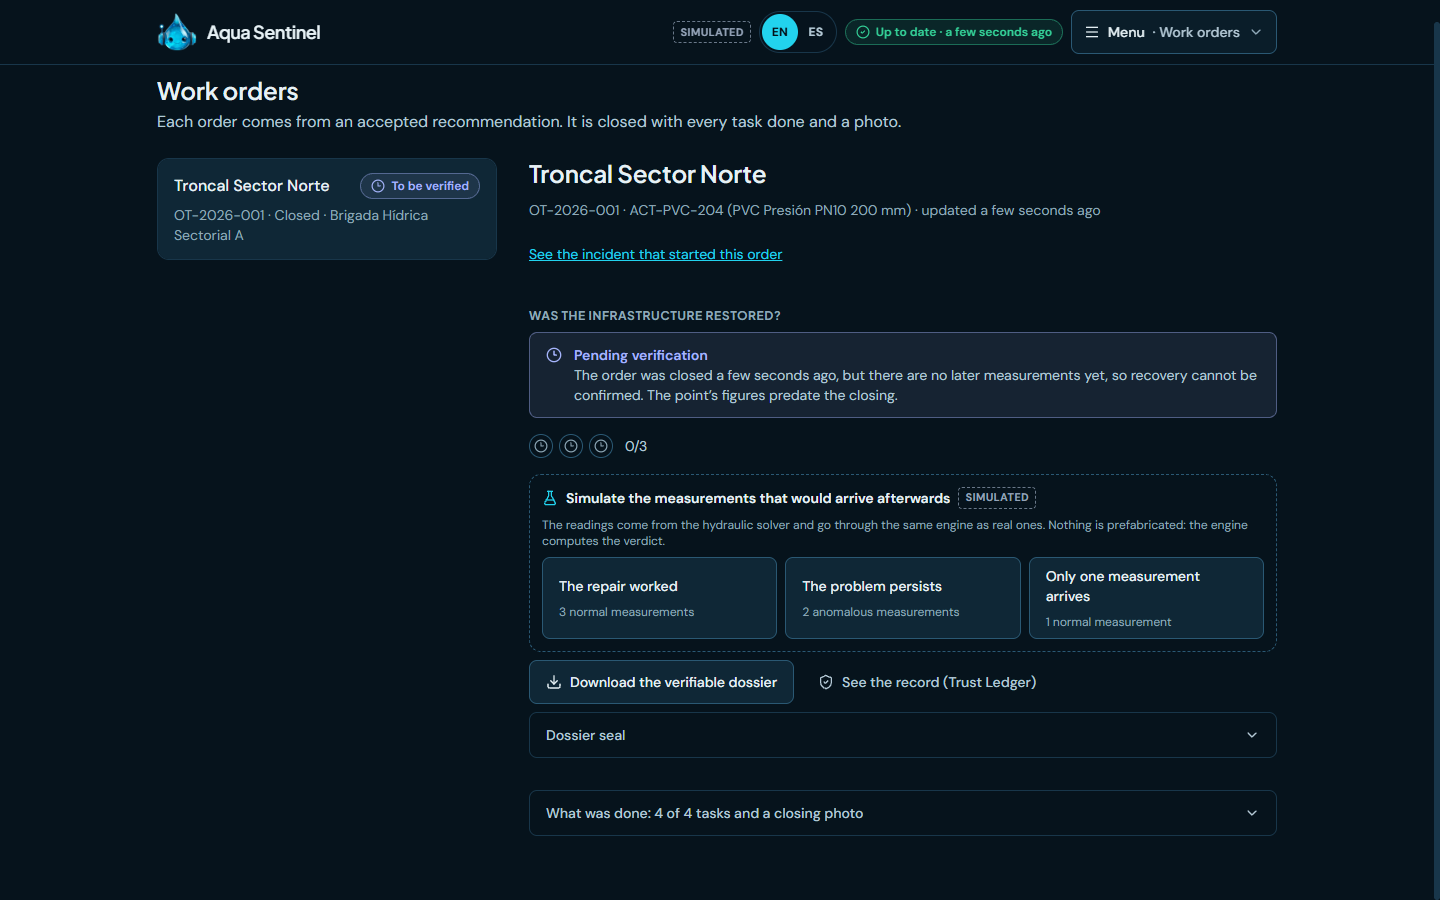 Aqua Sentinel
SIMULATED
EN
ES
Up to date · a few seconds ago
Menu · Work orders
Work orders
Each order comes from an accepted recommendation. It is closed with every task done and a photo.
Troncal Sector Norte
To be verified
OT-2026-001 · Closed · Brigada Hídrica
Sectorial A
Troncal Sector Norte
OT-2026-001 · ACT-PVC-204 (PVC Presión PN10 200 mm) · updated a few seconds ago
See the incident that started this order
WAS THE INFRASTRUCTURE RESTORED?
Pending verification
The order was closed a few seconds ago, but there are no later measurements yet, so recovery cannot be
confirmed. The point’s figures predate the closing.
0/3
Simulate the measurements that would arrive afterwards
SIMULATED
The readings come from the hydraulic solver and go through the same engine as real ones. Nothing is prefabricated: the engine
computes the verdict.
The repair worked
3 normal measurements
The problem persists
2 anomalous measurements
Only one measurement
arrives
1 normal measurement
Download the verifiable dossier
See the record (Trust Ledger)
Dossier seal
What was done: 4 of 4 tasks and a closing photo